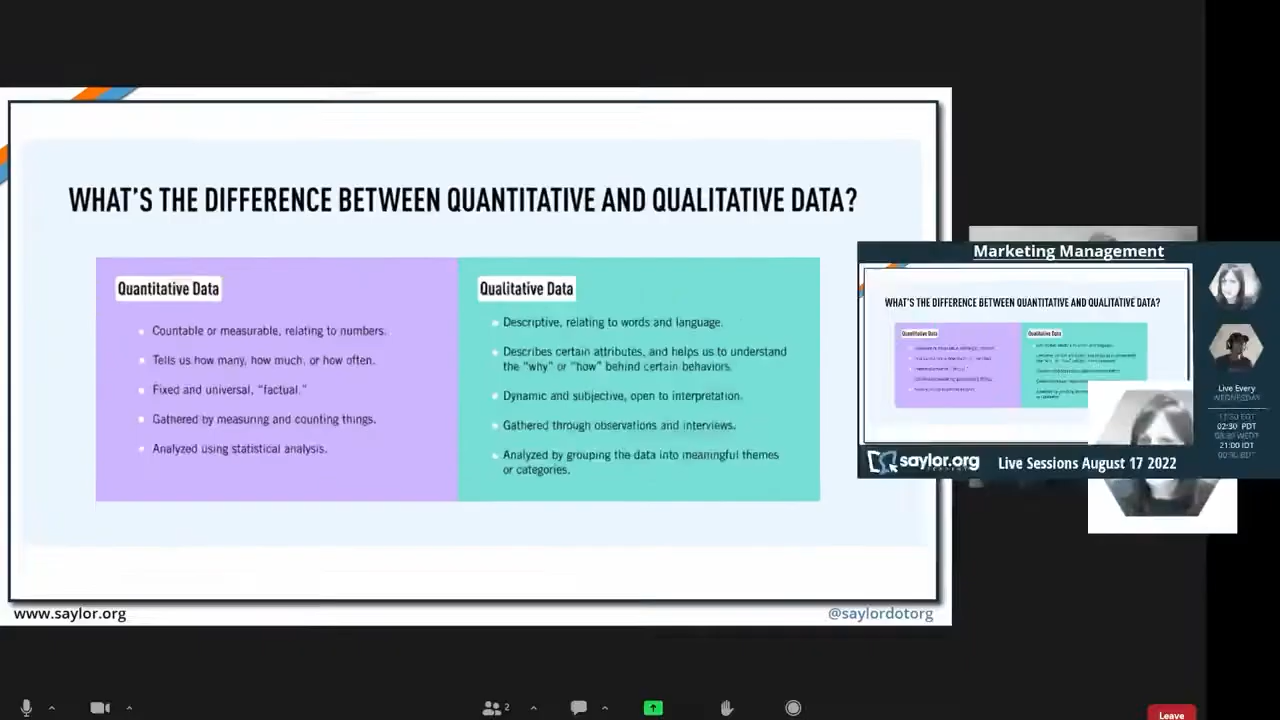 WHAT'S THE DIFFERENCE BETWEEN QUANTITATIVE AND QUALITATIVE DATA?
Quantitative Data
Countable or measurable, relating to numbers.
Tells us how many, how much, or how often.
Fixed and universal, “factual.”
Gathered by measuring and counting things.
Analyzed using statistical analysis.
Qualitative Data
Descriptive, relating to words and language.
Describes certain attributes, and helps us to understand
the “why” or “how” behind certain behaviors.
Dynamic and subjective, open to interpretation.
Gathered through observations and interviews.
Analyzed by grouping the data into meaningful themes
or categories.
www.saylor.org
@saylordotorg
Marketing Management
WHAT'S THE DIFFERENCE BETWEEN QUANTITATIVE AND QUALITATIVE DATA?
Quantitative Data
Qualitative Data
Live Every
WEDNESDAY
02:30 PDT
21:00 IDT
saylor.org
Live Sessions August 17 2022
2
Leave